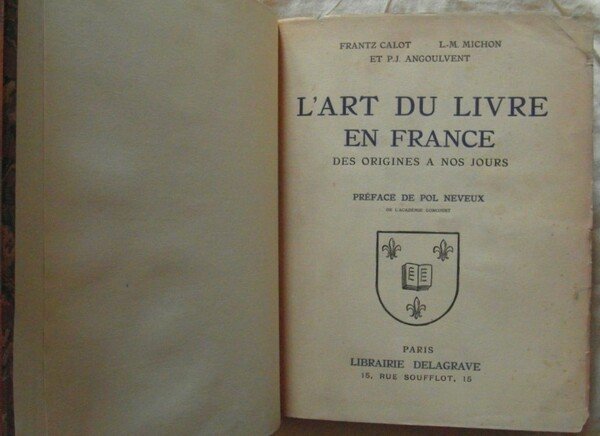 FRANTZ CALOT L.-M. MICHON
ET P.J. ANGOULVENT
L'ART DU LIVRE
EN FRANCE
DES ORIGINES A NOS JOURS
PRÉFACE DE POL NEVEUX
DE L'ACADÉMIE GONCOURT
PARIS
LIBRAIRIE DELAGRAVE
15, RUE SOUFFLOT, 15